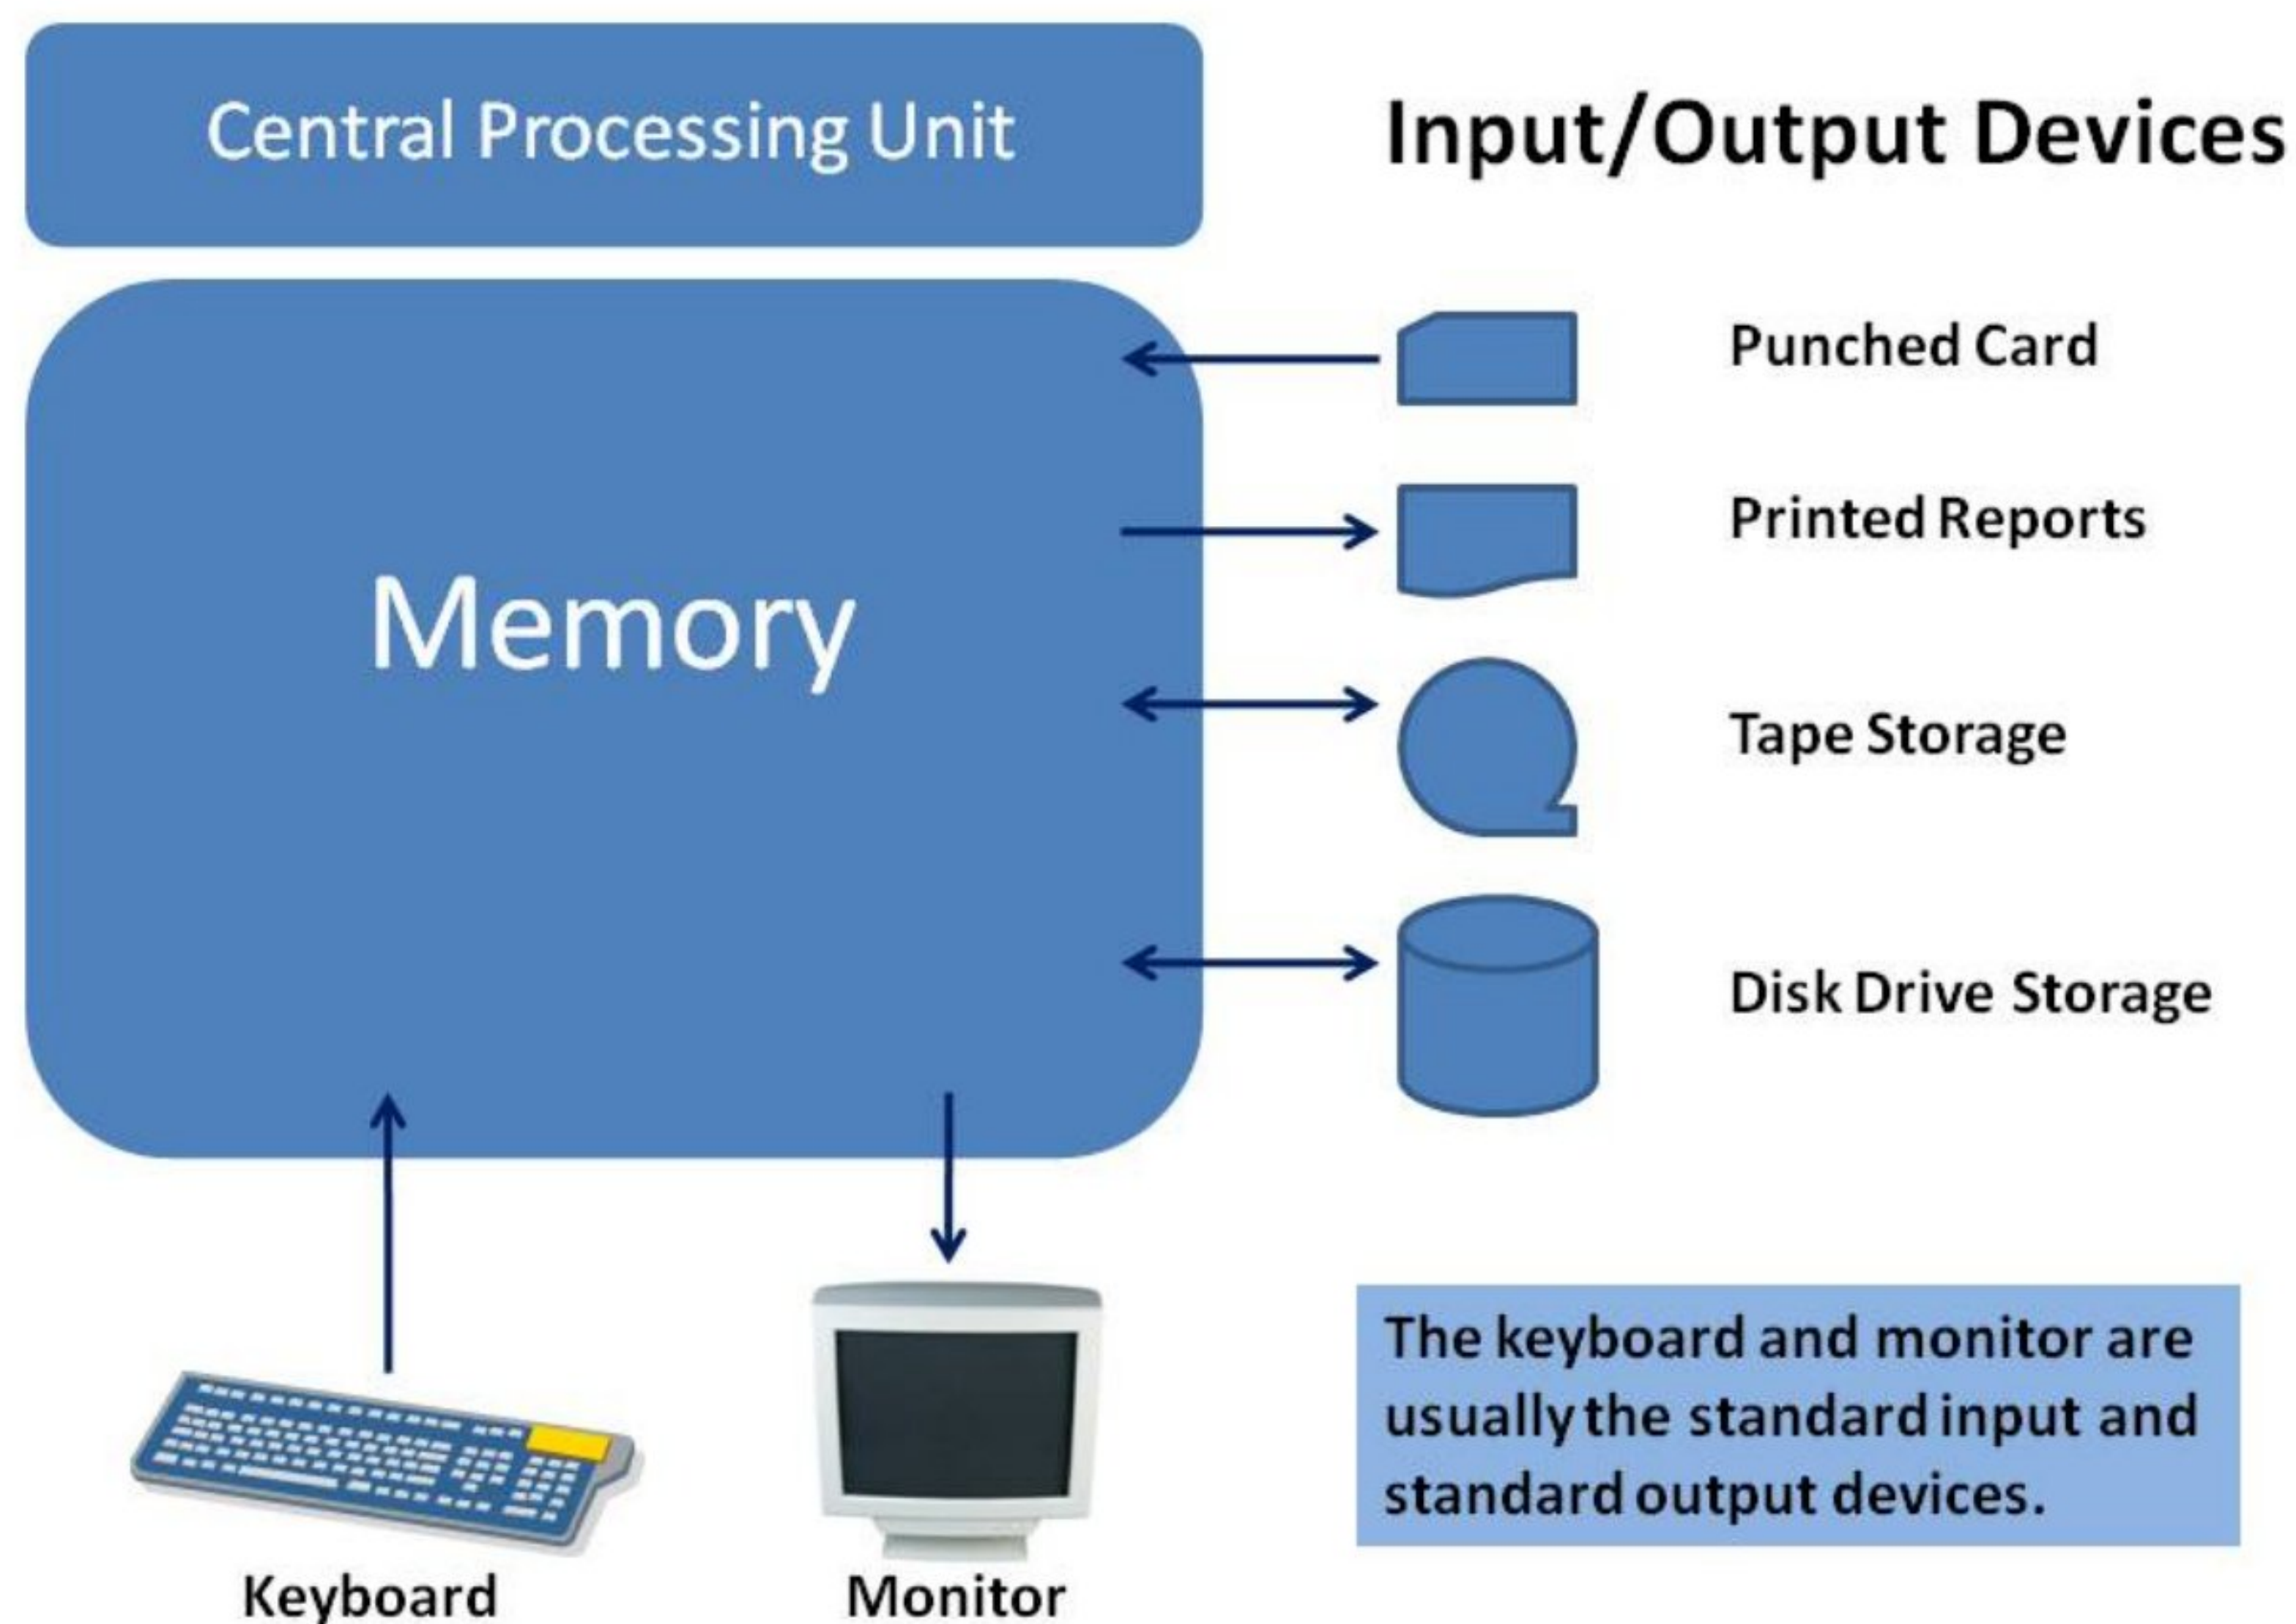 Central Processing Unit
Input/Output Devices
Punched Card
Printed Reports
Memory
Tape Storage
Disk Drive Storage
The keyboard and monitor are
usually the standard input and
standard output devices.
Keyboard
Monitor